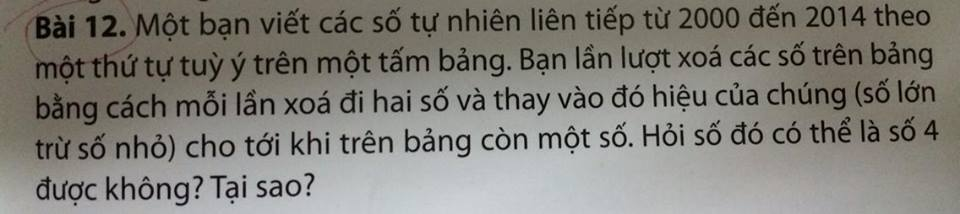 Bài 12. Một bạn viết các số tự nhiên liên tiếp từ 2000 đến 2014 theo
một thứ tự tuỳ ý trên một tấm bảng. Bạn lần lượt xoá các số trên bảng
bằng cách mỗi lần xoá đi hai số và thay vào đó hiệu của chúng (số lớn
trừ số nhỏ) cho tới khi trên bảng còn một số. Hỏi số đó có thể là số 4
được không? Tại sao?